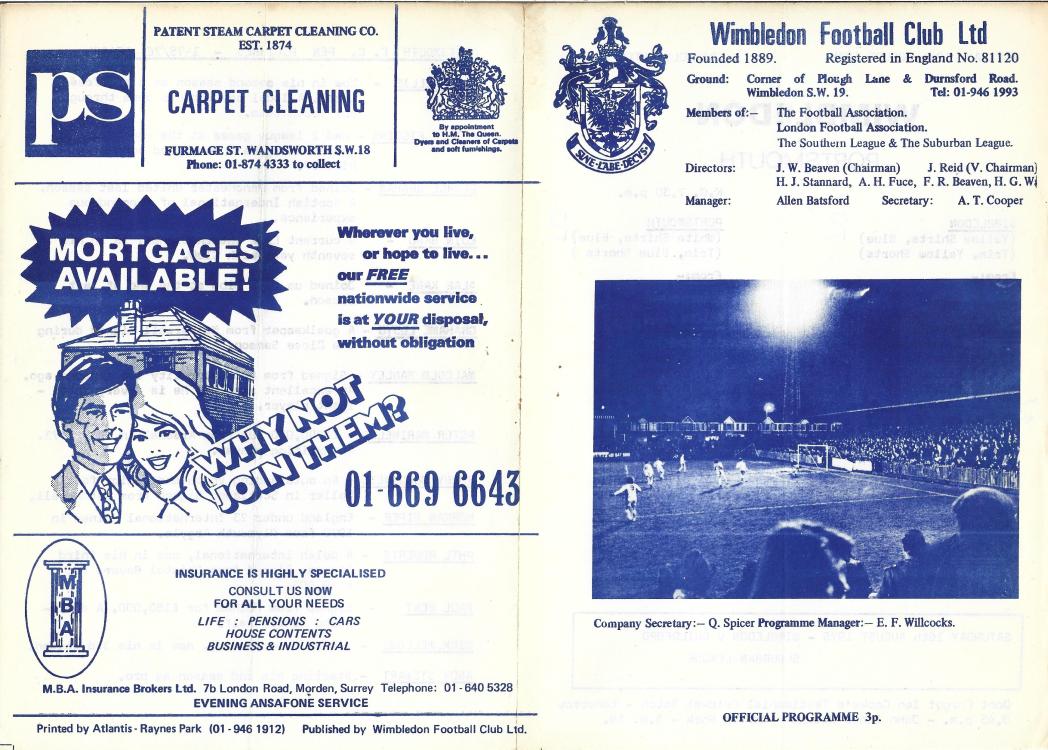 PATENT STEAM CARPET CLEANING CO.
EST. 1874
ps
CARPET CLEANING
By appointment
to H.M. The Queen.
Dyers and Cleaners of Carpets
and soft furnishings.
FURMAGE ST. WANDSWORTH S.W.18
Phone: 01-874 4333 to collect
MORTGAGES
AVAILABLE!
Wherever you live,
or hope to live...
our FREE
nationwide service
is at YOUR disposal,
without obligation
WHY NOT
JOIN THEM?
01-669 6643
MBA
INSURANCE IS HIGHLY SPECIALISED
CONSULT US NOW
FOR ALL YOUR NEEDS
LIFE : PENSIONS : CARS
HOUSE CONTENTS
BUSINESS & INDUSTRIAL
M.B.A. Insurance Brokers Ltd. 7b London Road, Morden, Surrey Telephone: 01-640 5328
EVENING ANSAFONE SERVICE
Printed by Atlantis - Raynes Park (01-946 1912) Published by Wimbledon Football Club Ltd.
SINE·LABE·DECVS
Wimbledon Football Club Ltd
Founded 1889. Registered in England No. 81120
Ground: Corner of Plough Lane & Durnsford Road.
Wimbledon S.W. 19. Tel: 01-946 1993
Members of:— The Football Association.
London Football Association.
The Southern League & The Suburban League.
Directors: J. W. Beaven (Chairman) J. Reid (V. Chairman)
H. J. Stannard, A. H. Fuce, F. R. Beaven, H. G. W
Manager: Allen Batsford Secretary: A. T. Cooper
Company Secretary:— Q. Spicer Programme Manager:— E. F. Willcocks.
OFFICIAL PROGRAMME 3p.